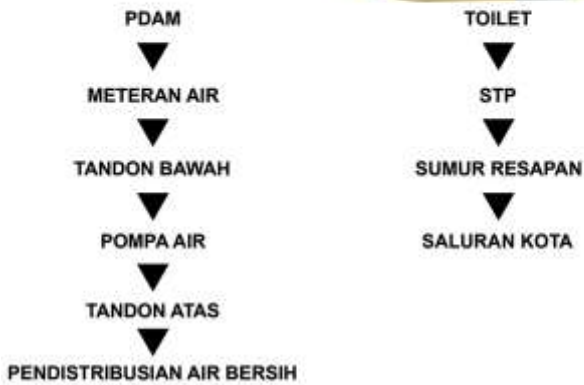 PDAM
METERAN AIR
TANDON BAWAH
POMPA AIR
TANDON ATAS
PENDISTRIBUSIAN AIR BERSIH
TOILET
STP
SUMUR RESAPAN
SALURAN KOTA